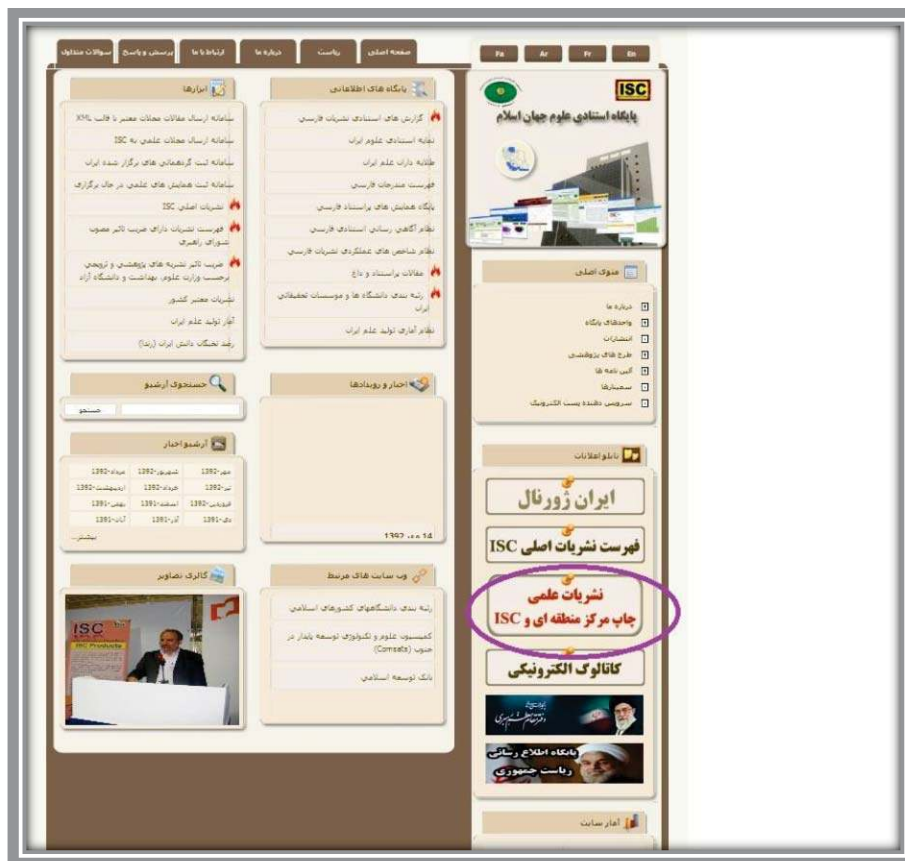 Fa Ar Fr En
صفحه اصلی
ریاست
درباره ما
ارتباط با ما
پرسش و پاسخ
سوالات متداول
ISC
پایگاه استنادی علوم جهان اسلام
منوی اصلی
درباره ما
واحدهای پایگاه
انتشارات
طرح های پژوهشی
آئین نامه ها
سمینارها
سرویس دهنده پست الکترونیک
تابلو اعلانات
ایران ژورنال
فهرست نشریات اصلی ISC
نشریات علمی
چاپ مرکز منطقه ای و ISC
کاتالوگ الکترونیکی
پایگاه اطلاع رسانی
ریاست جمهوری
آمار سایت
پایگاه های اطلاعاتی
گزارش های استنادی نشریات فارسی
نمایه استنادی علوم ایران
طلایه داران علم ایران
فهرست مندرجات فارسی
پایگاه همایش های پراستناد فارسی
نظام آگاهی رسانی استنادی فارسی
نظام شاخص های عملکردی نشریات فارسی
مقالات پراستناد و داغ
رتبه بندی دانشگاه ها و موسسات تحقیقاتی
ایران
نظام آماری تولید علم ایران
اخبار و رویدادها
14 دی 1392
وب سایت های مرتبط
رتبه بندی دانشگاههای کشورهای اسلامی
کمیسیون علوم و تکنولوژی توسعه پایدار در
جنوب (Comsats)
بانک توسعه اسلامی
ابزارها
سامانه ارسال مقالات مجلات معتبر با قالب XML
سامانه ارسال مجلات علمی به ISC
سامانه ثبت گردهمائی های برگزار شده ایران
سامانه ثبت همایش های علمی در حال برگزاری
نشریات اصلی ISC
فهرست نشریات دارای ضریب تاثیر مصوب
شورای راهبری
ضریب تاثیر نشریه های پژوهشی و ترویجی
برحسب وزارت علوم، بهداشت و دانشگاه آزاد
نشریات معتبر کشور
آمار تولید علم ایران
رصد نخبگان دانش ایران (رندا)
جستجوی آرشیو
جستجو
آرشیو اخبار
مهر-1392 شهریور-1392 مرداد-1392
تیر-1392 خرداد-1392 اردیبهشت-1392
فروردین-1392 اسفند-1391 بهمن-1391
دی-1391 آذر-1391 آبان-1391
بیشتر...
گالری تصاویر
ISC
ISC Products